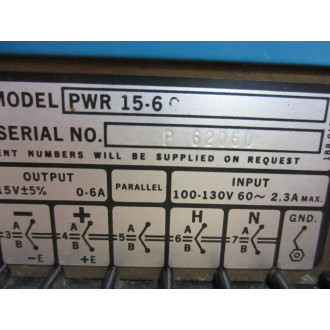 MODEL PWR 15-6
SERIAL NO. P 62060
ENT NUMBERS WILL BE SUPPLIED ON REQUEST
OUTPUT PARALLEL INPUT
15V±5% 0-6A 100-130V 60~ 2.3A MAX.
- + H N GND.
3 A B 4 A B 5 A B 6 A B 7 A B
-E +E